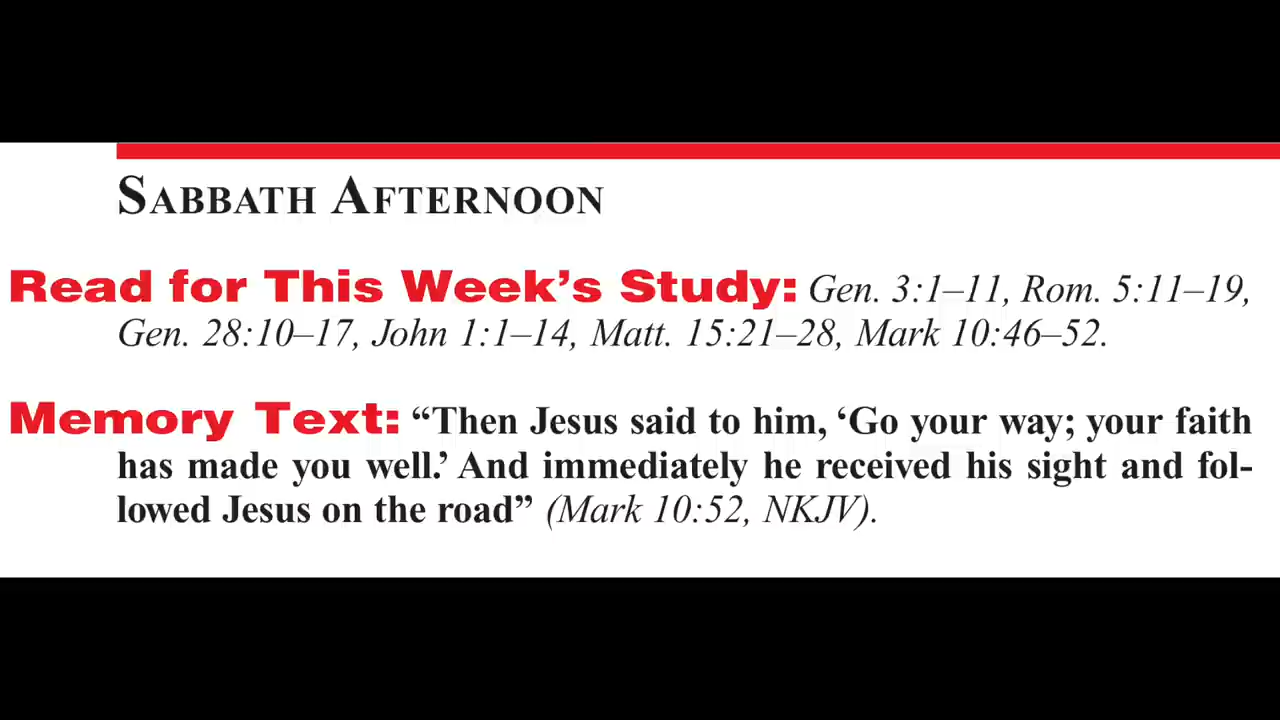 SABBATH AFTERNOON
Read for This Week’s Study: Gen. 3:1–11, Rom. 5:11–19,
Gen. 28:10–17, John 1:1–14, Matt. 15:21–28, Mark 10:46–52.
Memory Text: “Then Jesus said to him, ‘Go your way; your faith
has made you well.’ And immediately he received his sight and fol-
lowed Jesus on the road” (Mark 10:52, NKJV).